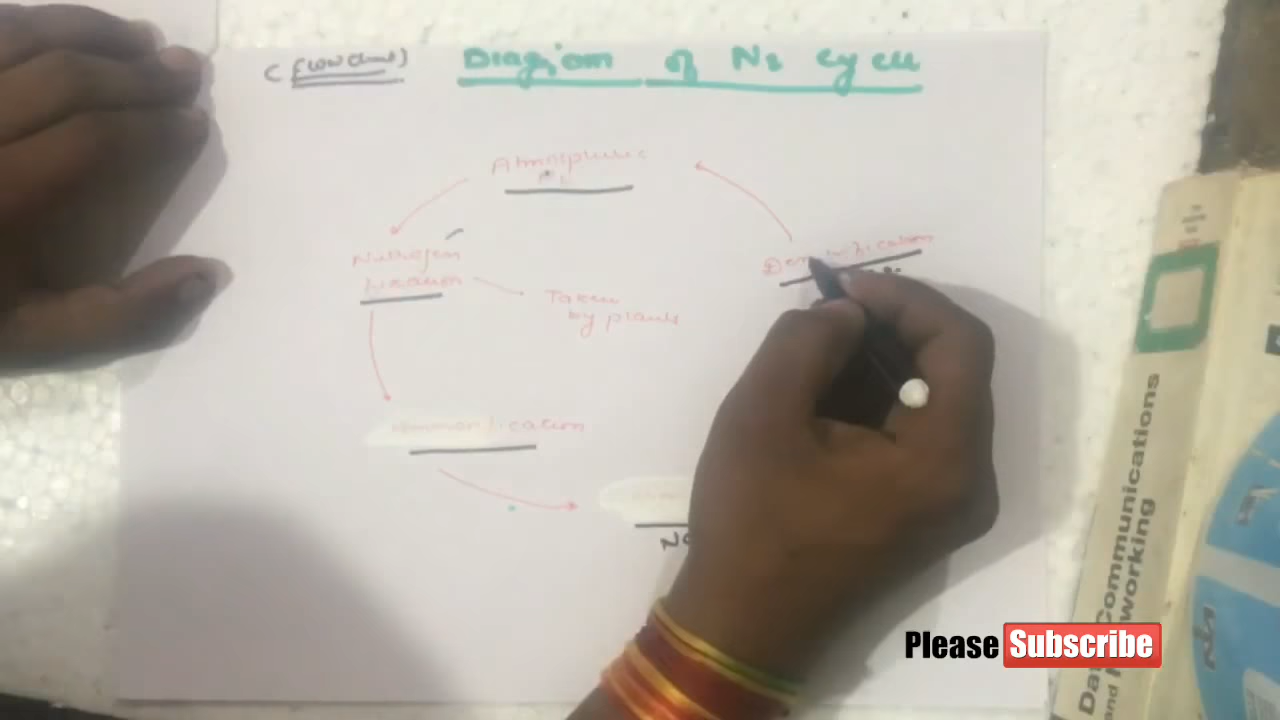 (flow chart) Diagram of N2 cycle
Atmospheric
N2
Nitrogen
fixation
Taken
by plants
Denitrification
Ammonification
Data Communications
and Networking
Please Subscribe